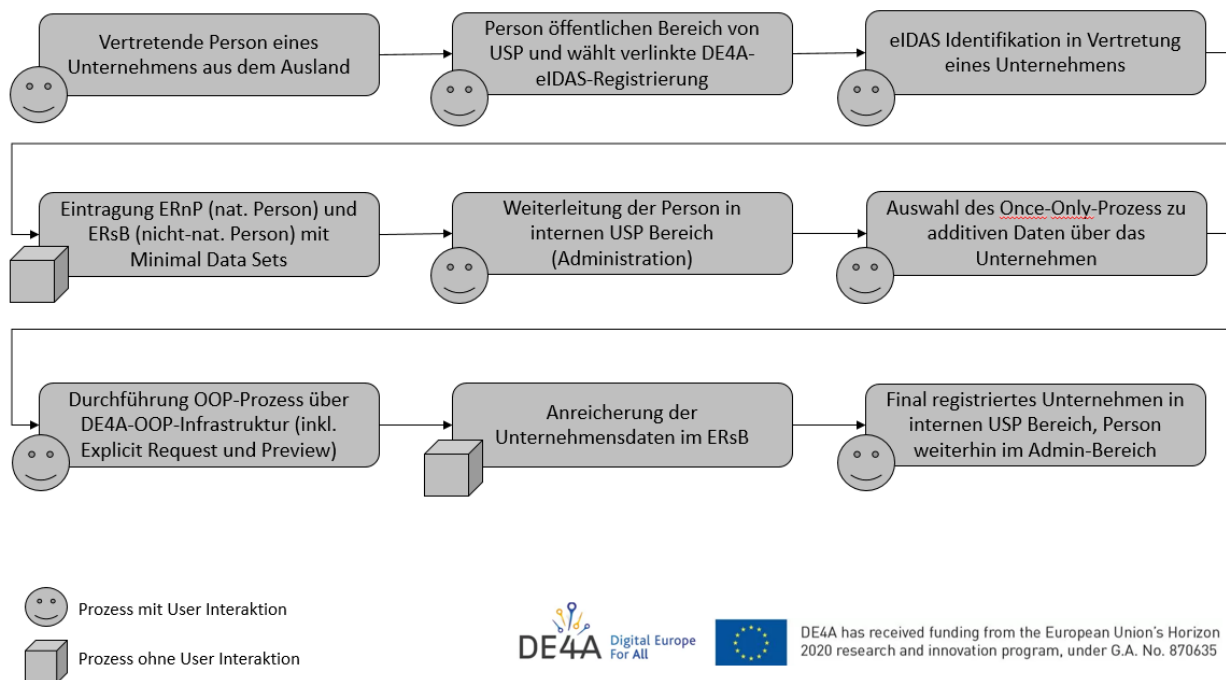 Vertretende Person eines
Unternehmens aus dem Ausland
Person öffentlichen Bereich von
USP und wählt verlinkte DE4A-
eIDAS-Registrierung
eIDAS Identifikation in Vertretung
eines Unternehmens
Eintragung ERnP (nat. Person) und
ERsB (nicht-nat. Person) mit
Minimal Data Sets
Weiterleitung der Person in
internen USP Bereich
(Administration)
Auswahl des Once-Only-Prozess zu
additiven Daten über das
Unternehmen
Durchführung OOP-Prozess über
DE4A-OOP-Infrastruktur (inkl.
Explicit Request und Preview)
Anreicherung der
Unternehmensdaten im ERsB
Final registriertes Unternehmen in
internen USP Bereich, Person
weiterhin im Admin-Bereich
Prozess mit User Interaktion
Prozess ohne User Interaktion
DE4A
Digital Europe
For All
DE4A has received funding from the European Union's Horizon
2020 research and innovation program, under G.A. No. 870635